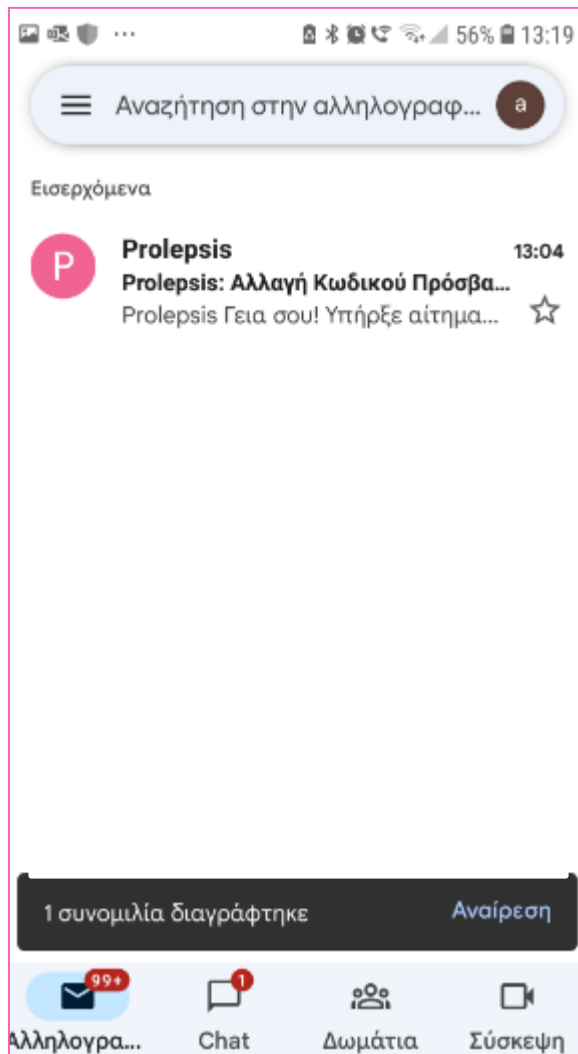 ... 56% 13:19
Αναζήτηση στην αλληλογραφ... a
Εισερχόμενα
P Prolepsis 13:04
Prolepsis: Αλλαγή Κωδικού Πρόσβα...
Prolepsis Γεια σου! Υπήρξε αίτημα...
1 συνομιλία διαγράφτηκε Αναίρεση
99+ 1
Αλληλογρα... Chat Δωμάτια Σύσκεψη